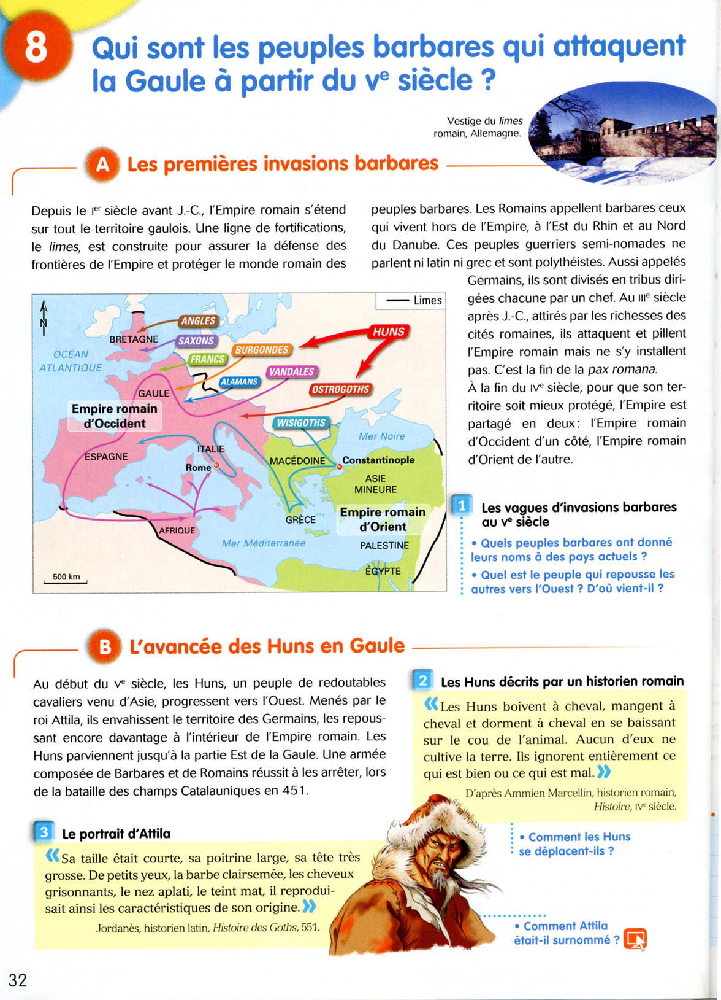 8
Qui sont les peuples barbares qui attaquent
la Gaule à partir du Ve siècle ?
Vestige du limes
romain, Allemagne.
A Les premières invasions barbares
Depuis le Ier siècle avant J.-C., l'Empire romain s'étend
sur tout le territoire gaulois. Une ligne de fortifications,
le limes, est construite pour assurer la défense des
frontières de l'Empire et protéger le monde romain des
peuples barbares. Les Romains appellent barbares ceux
qui vivent hors de l'Empire, à l'Est du Rhin et au Nord
du Danube. Ces peuples guerriers semi-nomades ne
parlent ni latin ni grec et sont polythéistes. Aussi appelés
Germains, ils sont divisés en tribus diri-
gées chacune par un chef. Au IIIe siècle
après J.-C., attirés par les richesses des
cités romaines, ils attaquent et pillent
l'Empire romain mais ne s'y installent
pas. C'est la fin de la pax romana.
À la fin du IVe siècle, pour que son ter-
ritoire soit mieux protégé, l'Empire est
partagé en deux : l'Empire romain
d'Occident d'un côté, l'Empire romain
d'Orient de l'autre.
Limes
N
ANGLES
BRETAGNE
SAXONS
HUNS
OCÉAN
ATLANTIQUE
FRANCS
BURGONDES
VANDALES
ALAMANS
OSTROGOTHS
GAULE
Empire romain
d'Occident
WISIGOTHS
Mer Noire
ESPAGNE
ITALIE
Rome
MACÉDOINE
Constantinople
ASIE
MINEURE
Empire romain
d'Orient
GRÈCE
AFRIQUE
Mer Méditerranée
PALESTINE
ÉGYPTE
500 km
1 Les vagues d'invasions barbares
au Ve siècle
• Quels peuples barbares ont donné
leurs noms à des pays actuels ?
• Quel est le peuple qui repousse les
autres vers l'Ouest ? D'où vient-il ?
B L'avancée des Huns en Gaule
Au début du Ve siècle, les Huns, un peuple de redoutables
cavaliers venu d'Asie, progressent vers l'Ouest. Menés par le
roi Attila, ils envahissent le territoire des Germains, les repous-
sant encore davantage à l'intérieur de l'Empire romain. Les
Huns parviennent jusqu'à la partie Est de la Gaule. Une armée
composée de Barbares et de Romains réussit à les arrêter, lors
de la bataille des champs Catalauniques en 451.
2 Les Huns décrits par un historien romain
« Les Huns boivent à cheval, mangent à
cheval et dorment à cheval en se baissant
sur le cou de l'animal. Aucun d'eux ne
cultive la terre. Ils ignorent entièrement ce
qui est bien ou ce qui est mal. »
D'après Ammien Marcellin, historien romain,
Histoire, IVe siècle.
• Comment les Huns
se déplacent-ils ?
3 Le portrait d'Attila
« Sa taille était courte, sa poitrine large, sa tête très
grosse. De petits yeux, la barbe clairsemée, les cheveux
grisonnants, le nez aplati, le teint mat, il reprodui-
sait ainsi les caractéristiques de son origine. »
Jordanès, historien latin, Histoire des Goths, 551.
• Comment Attila
était-il surnommé ?
32